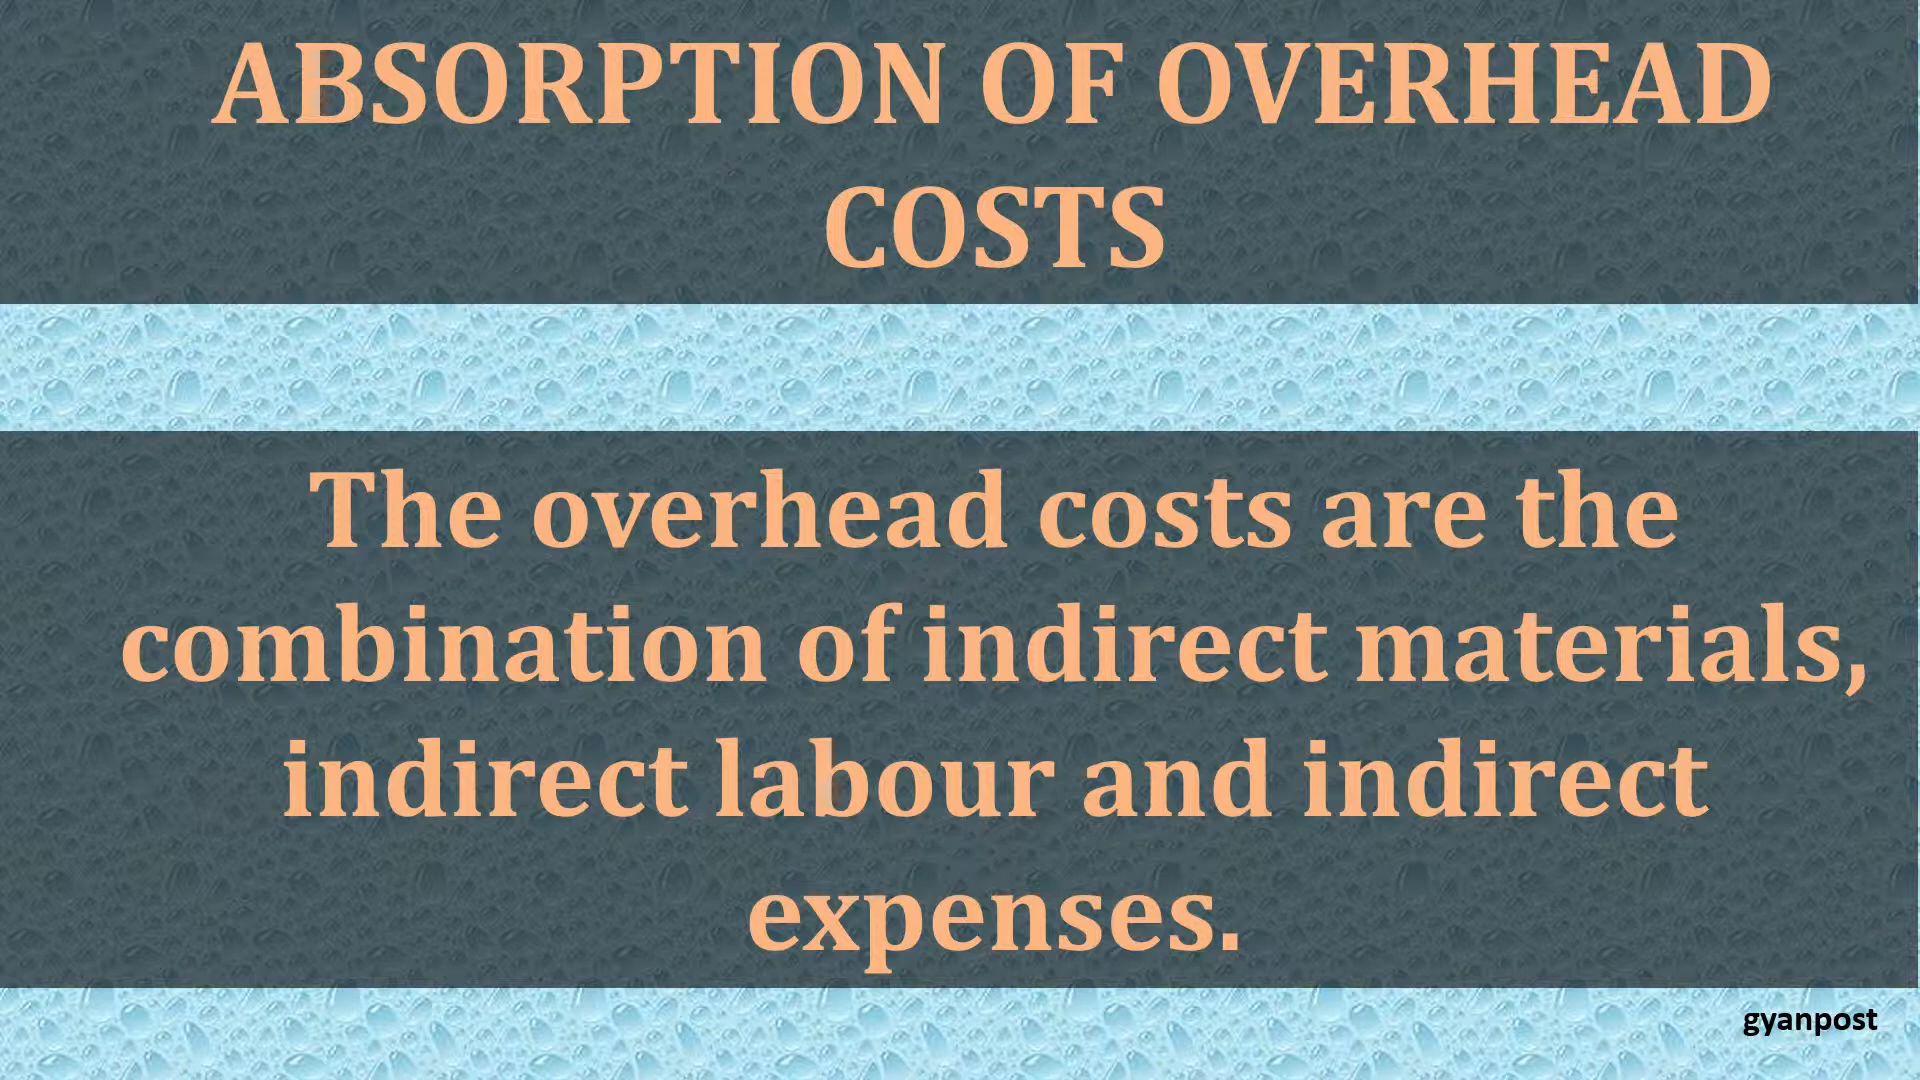 ABSORPTION OF OVERHEAD
COSTS
The overhead costs are the
combination of indirect materials,
indirect labour and indirect
expenses.
gyanpost